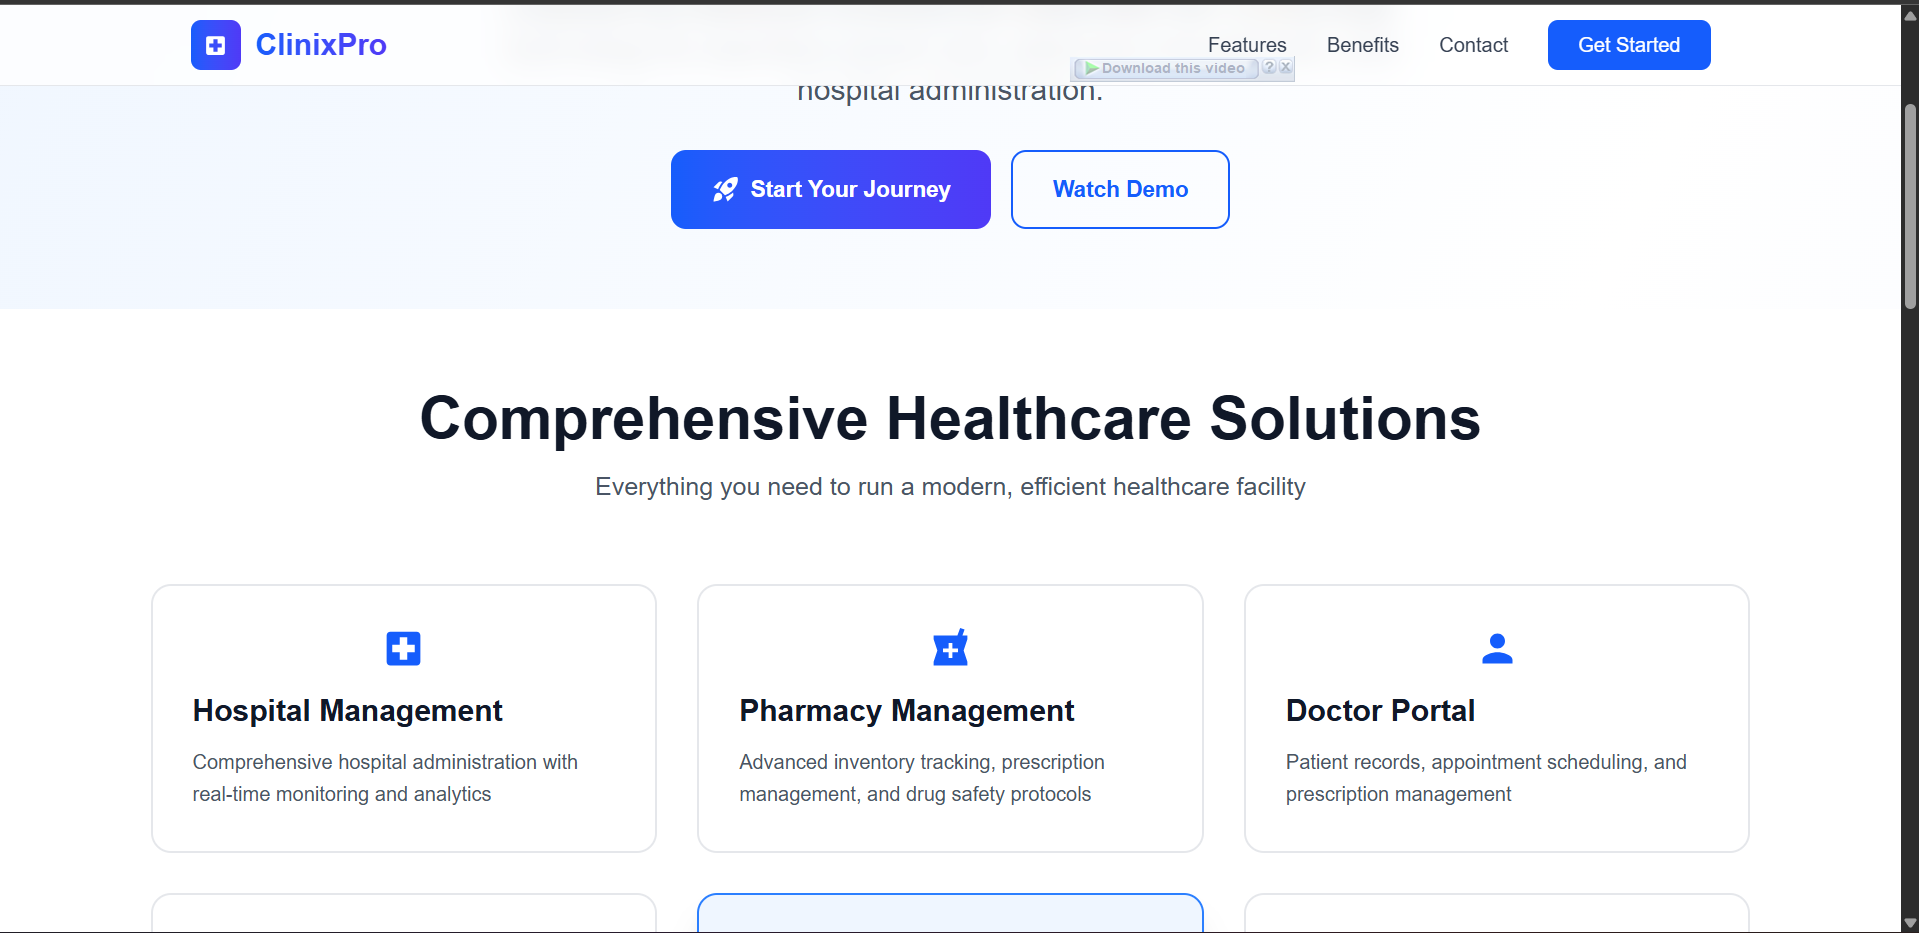 ClinixPro
Features
Benefits
Contact
Get Started
Download this video
?
X
hospital administration.
Start Your Journey
Watch Demo
Comprehensive Healthcare Solutions
Everything you need to run a modern, efficient healthcare facility
Hospital Management
Comprehensive hospital administration with
real-time monitoring and analytics
Pharmacy Management
Advanced inventory tracking, prescription
management, and drug safety protocols
Doctor Portal
Patient records, appointment scheduling, and
prescription management